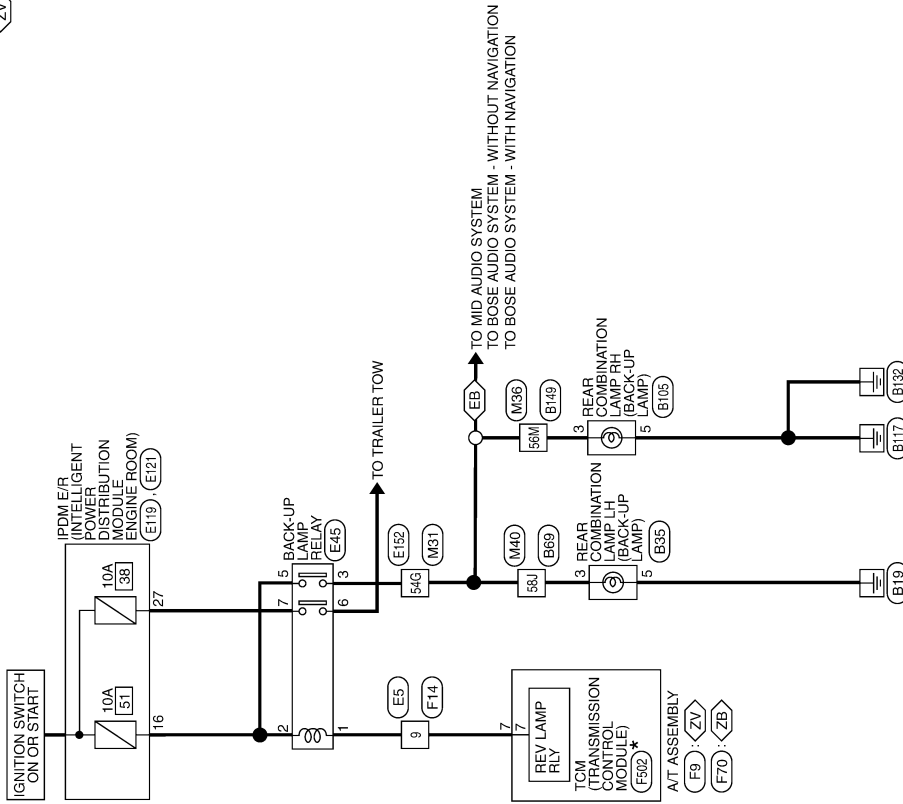 ZV
IGNITION SWITCH
ON OR START
IPDM E/R
(INTELLIGENT
POWER
DISTRIBUTION
MODULE
ENGINE ROOM)
E119 , E121
10A
51
10A
38
16
27
BACK-UP
LAMP
RELAY
E45
2
7
5
1
6
3
TO TRAILER TOW
E5
F14
9
E152
M31
54G
EB
TO MID AUDIO SYSTEM
TO BOSE AUDIO SYSTEM - WITHOUT NAVIGATION
TO BOSE AUDIO SYSTEM - WITH NAVIGATION
M40
B69
58J
M36
B149
56M
REAR
COMBINATION
LAMP LH
(BACK-UP
LAMP)
B35
3
5
REAR
COMBINATION
LAMP RH
(BACK-UP
LAMP)
B105
3
5
7
7
REV LAMP
RLY
TCM
(TRANSMISSION
CONTROL
MODULE)
F502 *
A/T ASSEMBLY
F9 : ZV
F70 : ZB
B19
B117
B132